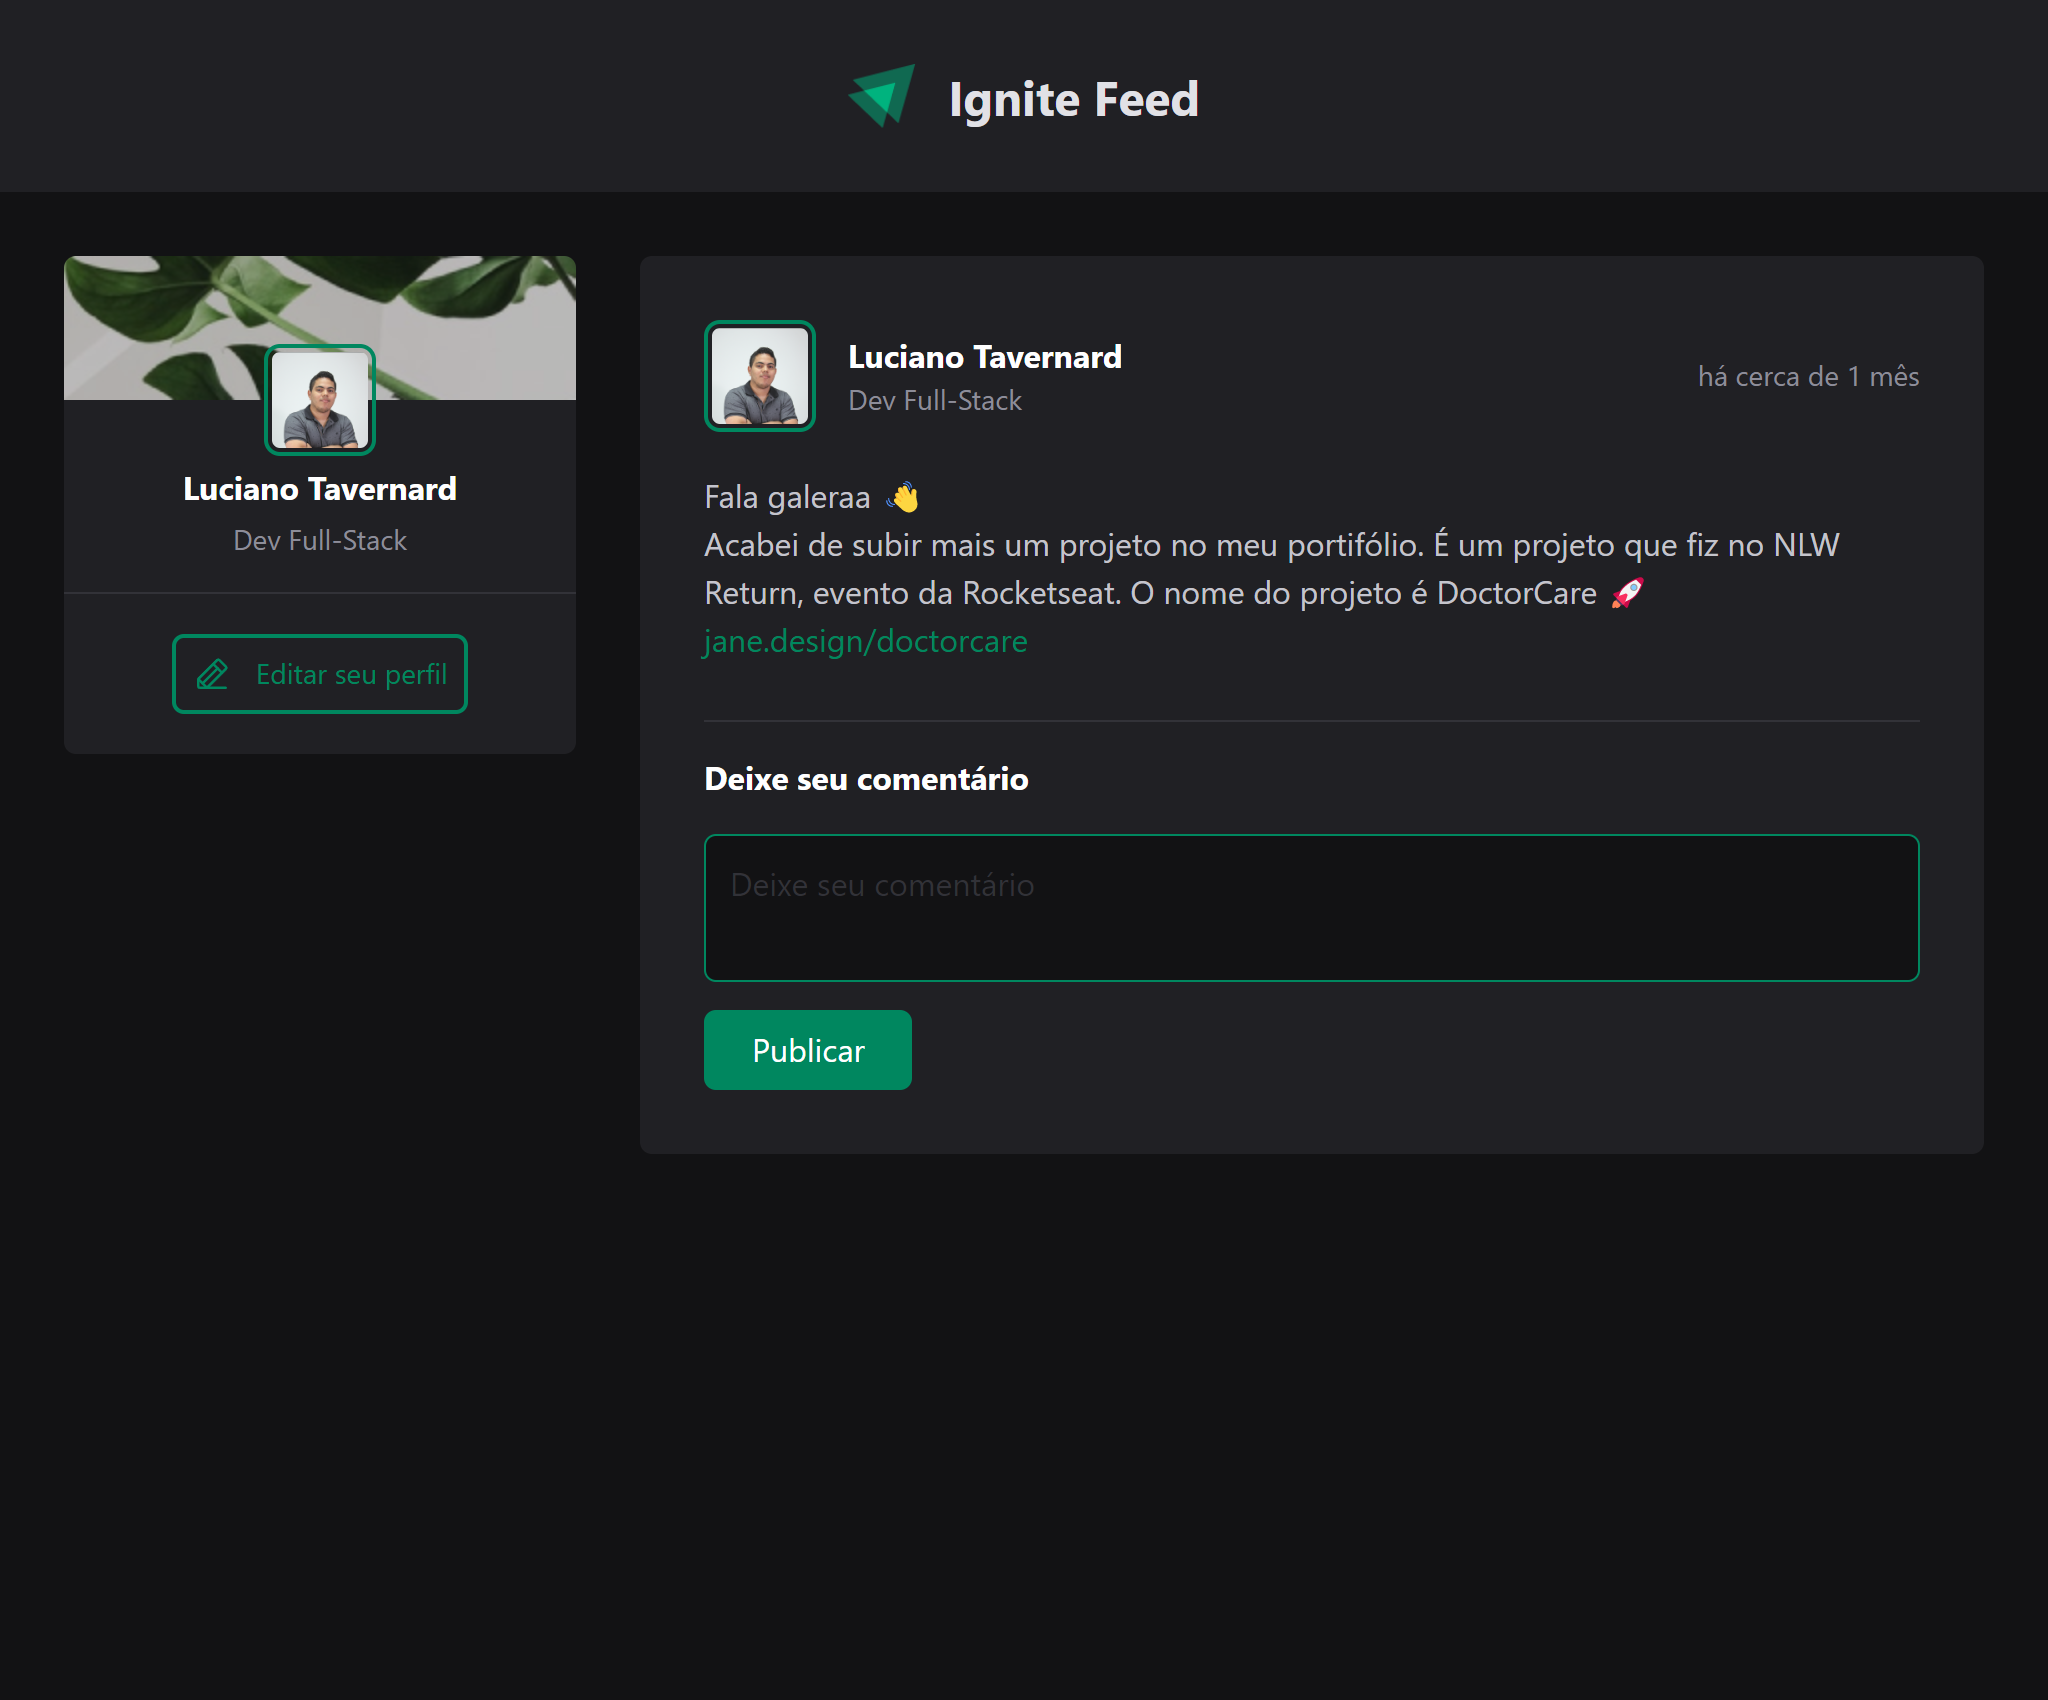 Ignite Feed
Luciano Tavernard
Dev Full-Stack
Editar seu perfil
Luciano Tavernard
Dev Full-Stack
há cerca de 1 mês
Fala galeraa 👋
Acabei de subir mais um projeto no meu portifólio. É um projeto que fiz no NLW
Return, evento da Rocketseat. O nome do projeto é DoctorCare 🚀
jane.design/doctorcare
Deixe seu comentário
Deixe seu comentário
Publicar